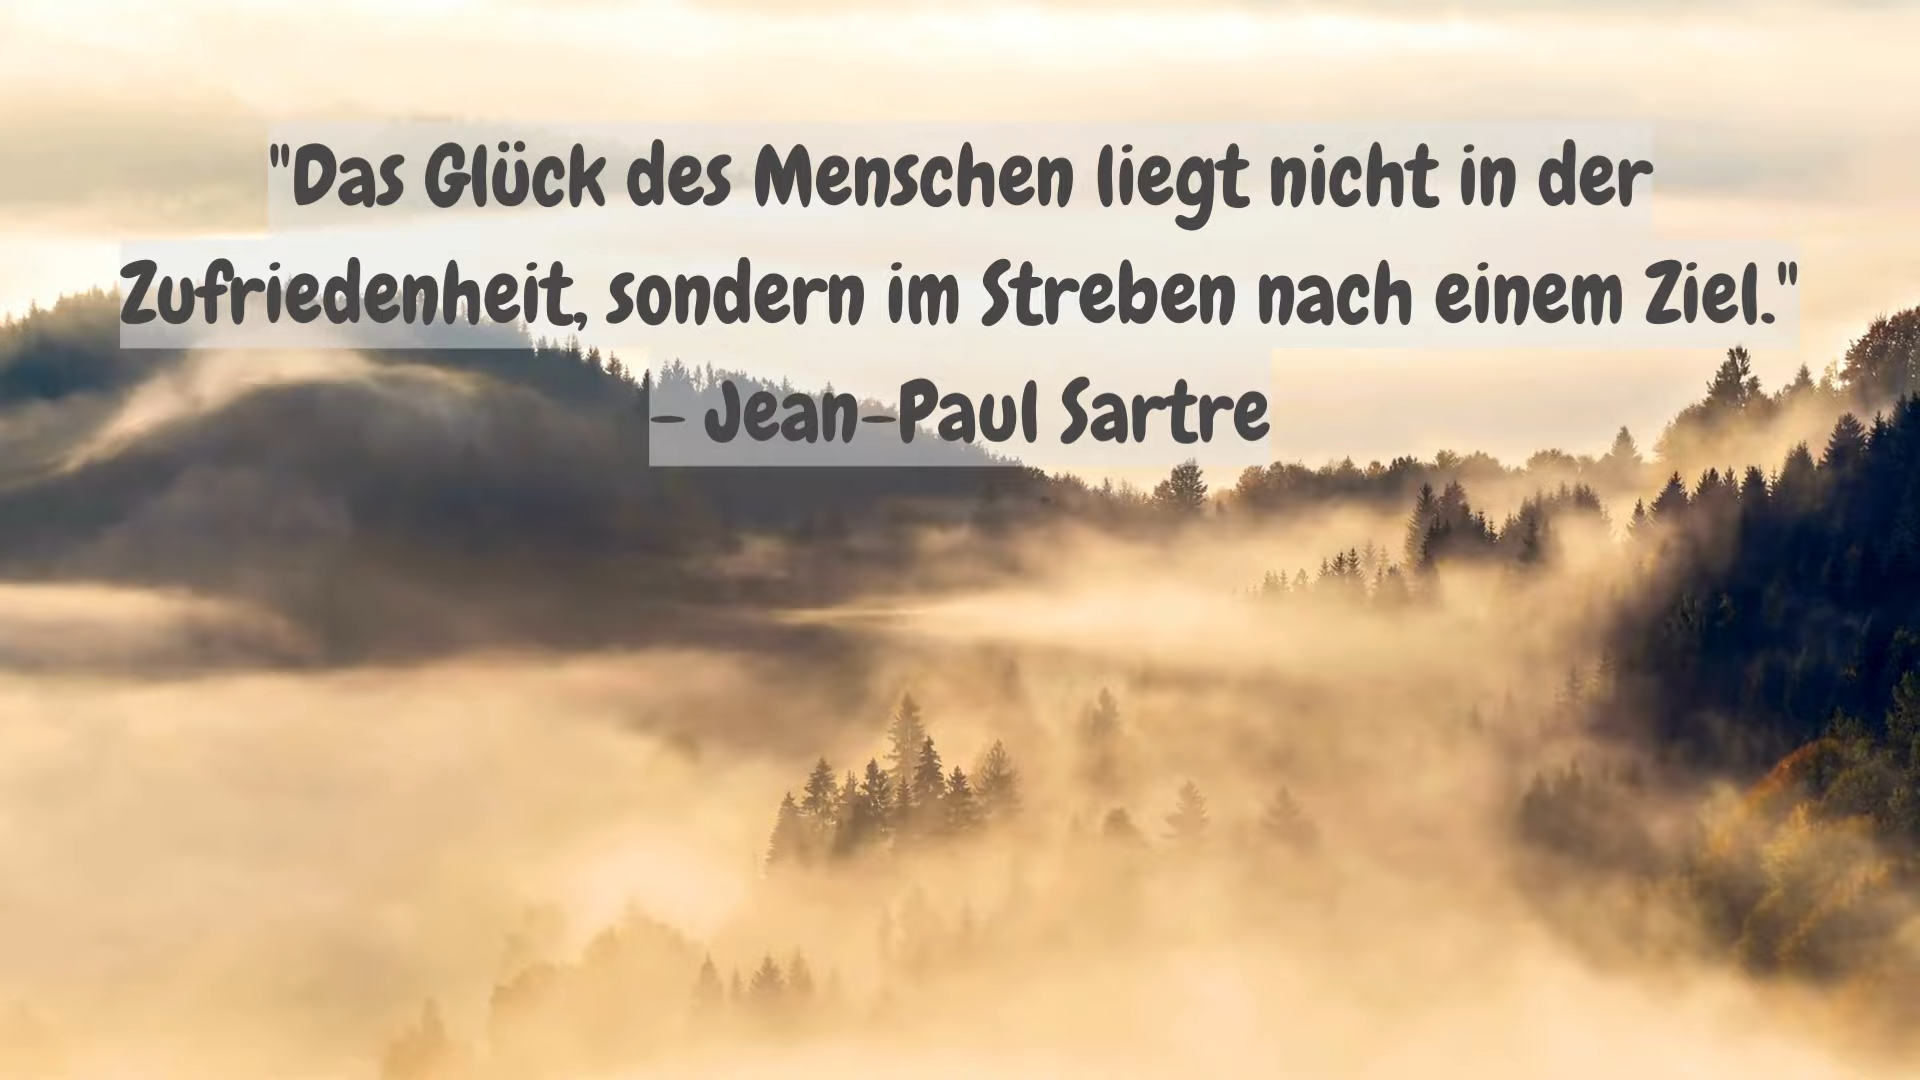 "Das Glück des Menschen liegt nicht in der
Zufriedenheit, sondern im Streben nach einem Ziel."
- Jean-Paul Sartre